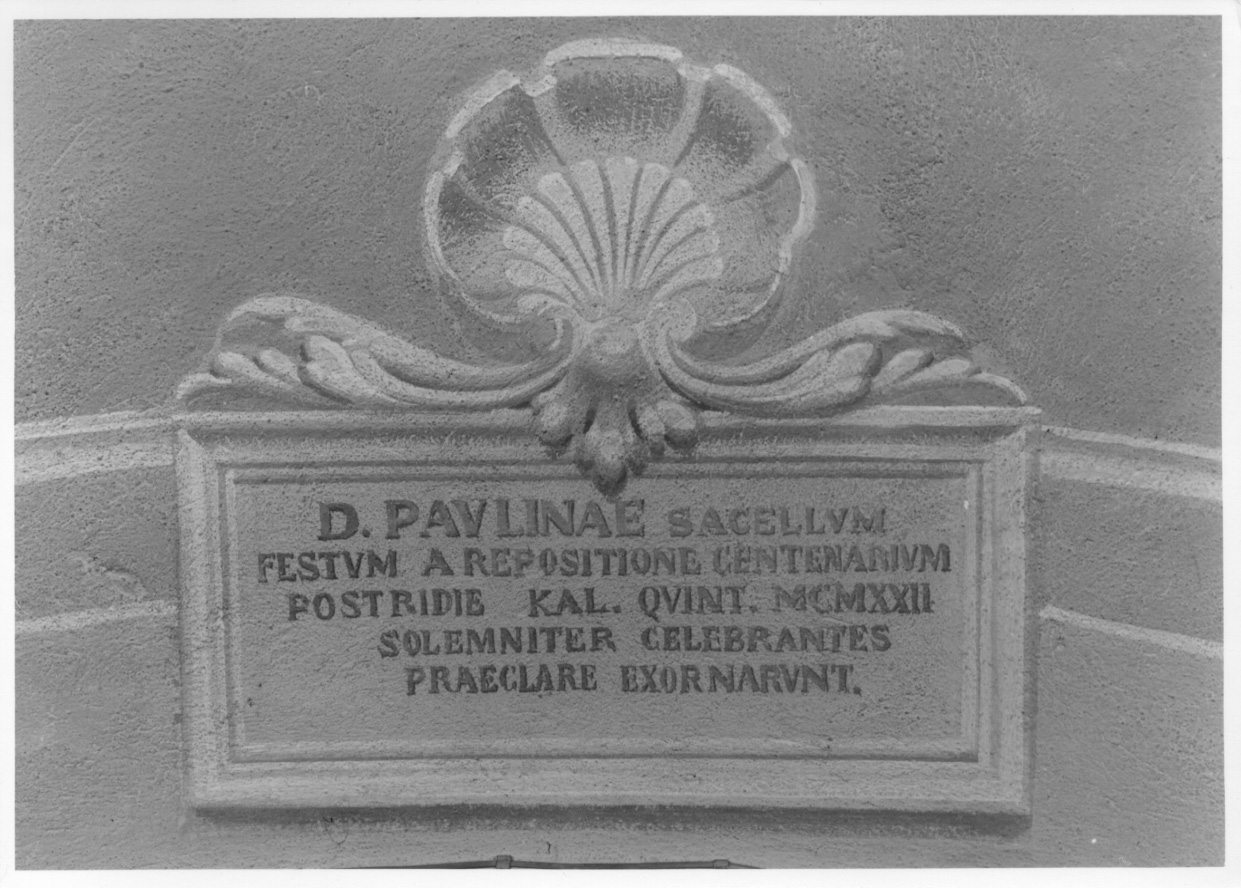 D. PAVLINAE SACELLVM
FESTVM A REPOSITIONE CENTENARIVM
POSTRIDIE KAL. QVINT. MCMXXII
SOLEMNITER CELEBRANTES
PRAECLARE EXORNARVNT.